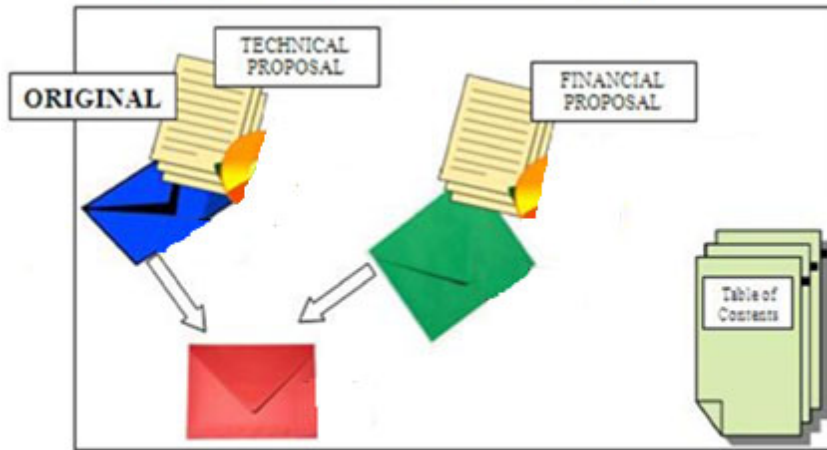 TECHNICAL
PROPOSAL
ORIGINAL
FINANCIAL
PROPOSAL
Table of
Contents